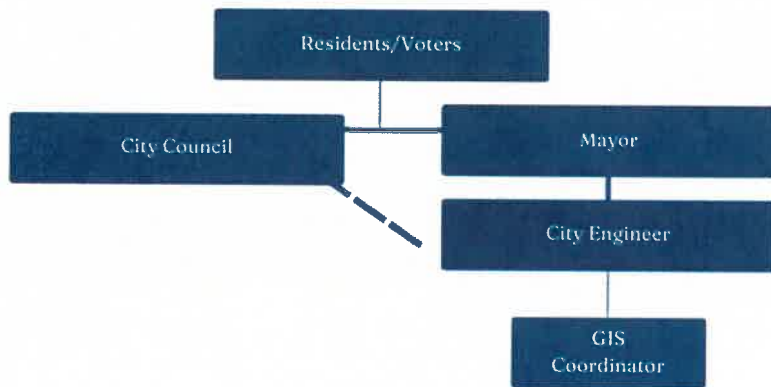 Residents/Voters
City Council
Mayor
City Engineer
GIS
Coordinator